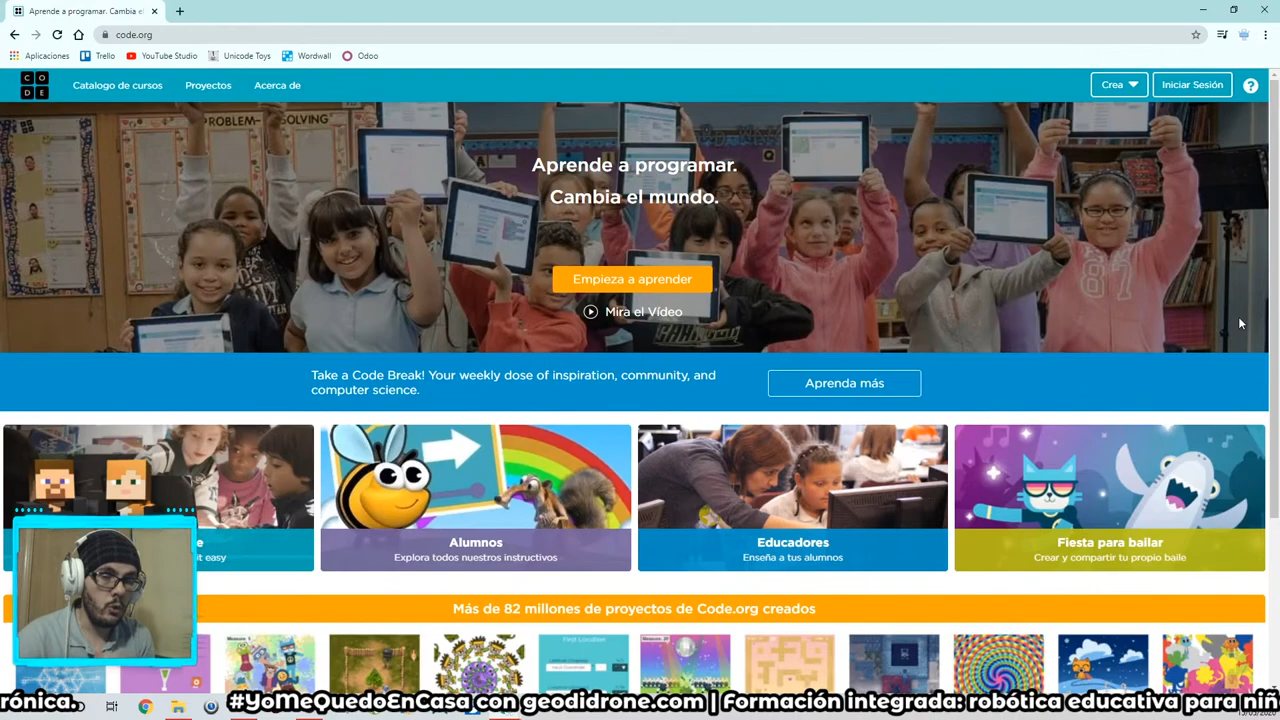 Aprende a programar. Cambia el
code.org
Aplicaciones
Trello
YouTube Studio
Unicode Toys
Wordwall
Odoo
C O
D E
Catalogo de cursos
Proyectos
Acerca de
Crea
Iniciar Sesión
?
PROBLEM-SOLVING
Aprende a programar.
Cambia el mundo.
Empieza a aprender
Mira el Vídeo
Take a Code Break! Your weekly dose of inspiration, community, and
computer science.
Aprenda más
it easy
Alumnos
Explora todos nuestros instructivos
Educadores
Enseña a tus alumnos
Fiesta para bailar
Crear y compartir tu propio baile
Más de 82 millones de proyectos de Code.org creados
rónica. #YoMeQuedoEnCasa con geodidrone.com | Formación integrada: robótica educativa para niñ